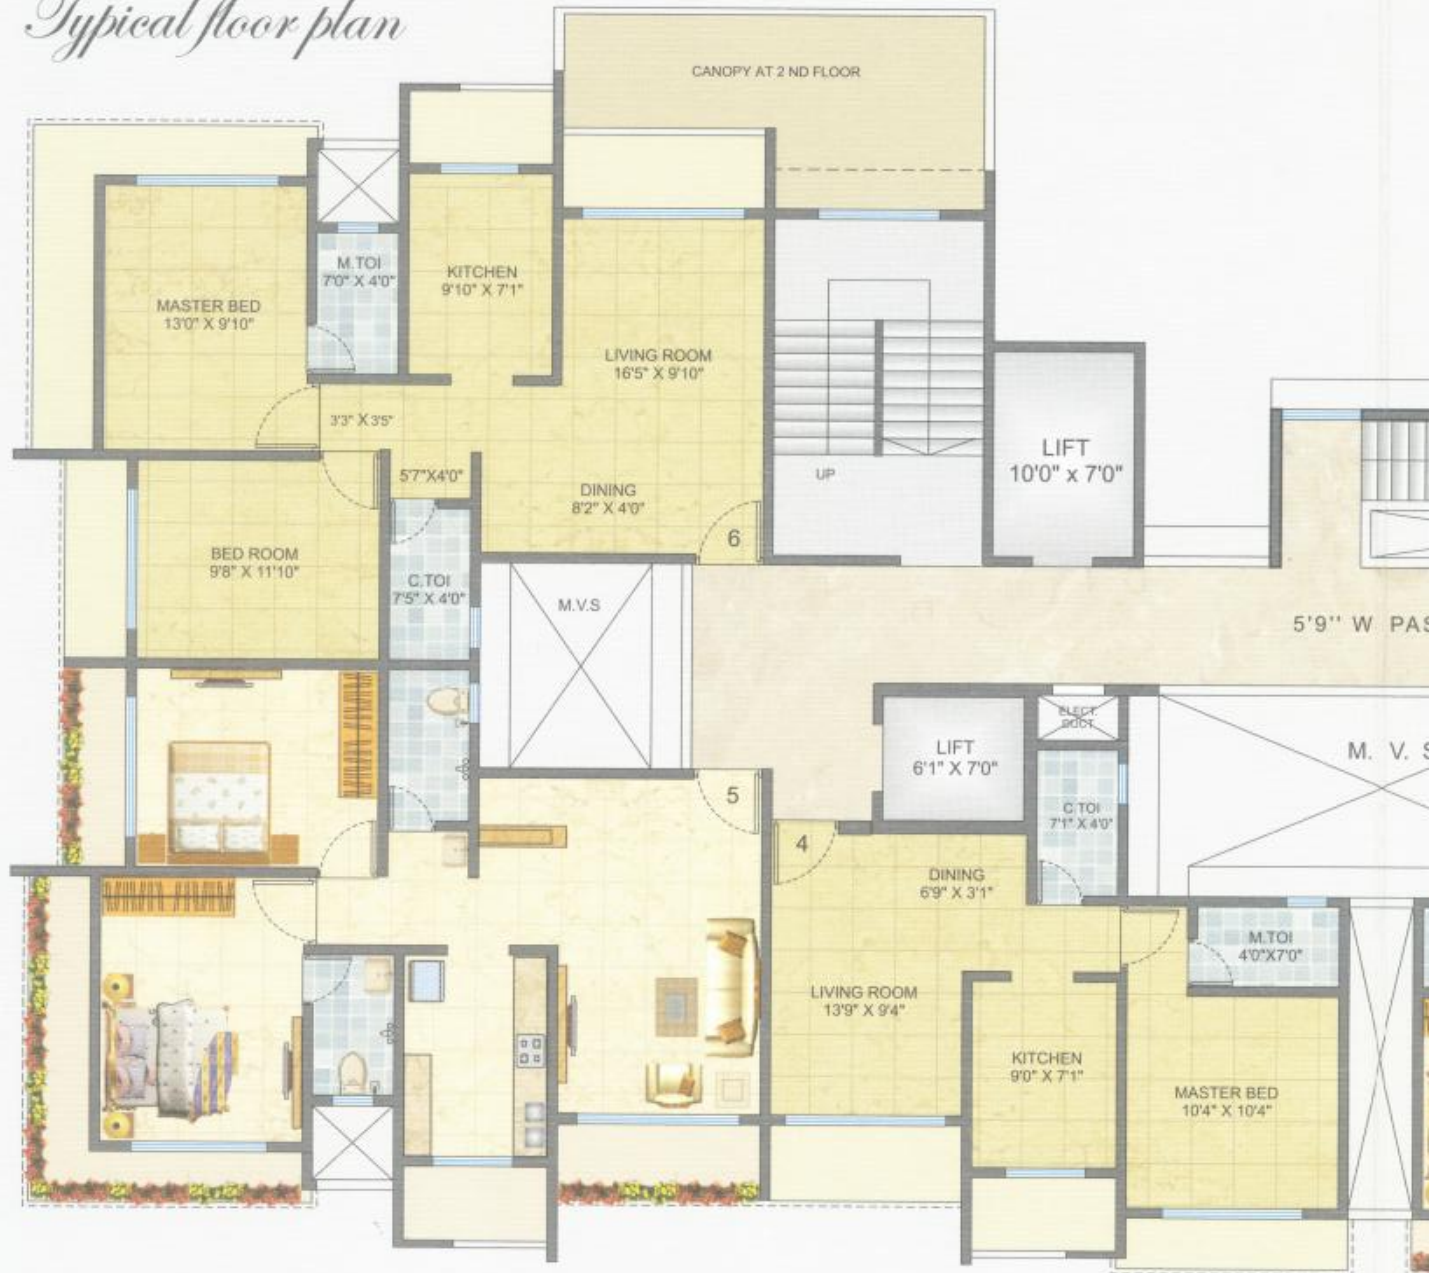 Typical floor plan
CANOPY AT 2 ND FLOOR
MASTER BED
13'0" X 9'10"
M.TOI
7'0" X 4'0"
KITCHEN
9'10" X 7'1"
LIVING ROOM
16'5" X 9'10"
3'3" X 3'5"
5'7"X4'0"
DINING
8'2" X 4'0"
6
UP
LIFT
10'0" x 7'0"
BED ROOM
9'8" X 11'10"
C.TOI
7'5" X 4'0"
M.V.S
5'9'' W PAS
ELECT.
DUCT
LIFT
6'1" X 7'0"
M. V. S
5
4
C TOI
7'1" X 4'0"
DINING
6'9" X 3'1"
M.TOI
4'0"X7'0"
LIVING ROOM
13'9" X 9'4"
KITCHEN
9'0" X 7'1"
MASTER BED
10'4" X 10'4"